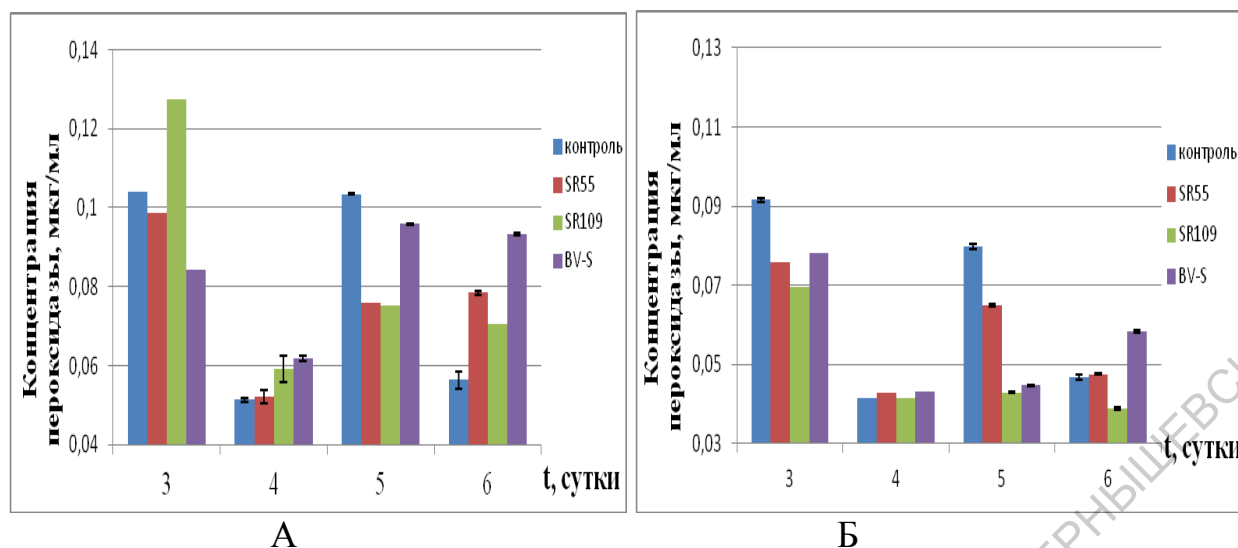 Концентрация
пероксидазы, мкг/мл
0,14
0,12
0,1
0,08
0,06
0,04
3
4
5
6
t, сутки
контроль
SR55
SR109
BV-S
А
Концентрация
пероксидазы, мкг/мл
0,13
0,11
0,09
0,07
0,05
0,03
3
4
5
6
t, сутки
контроль
SR55
SR109
BV-S
Б